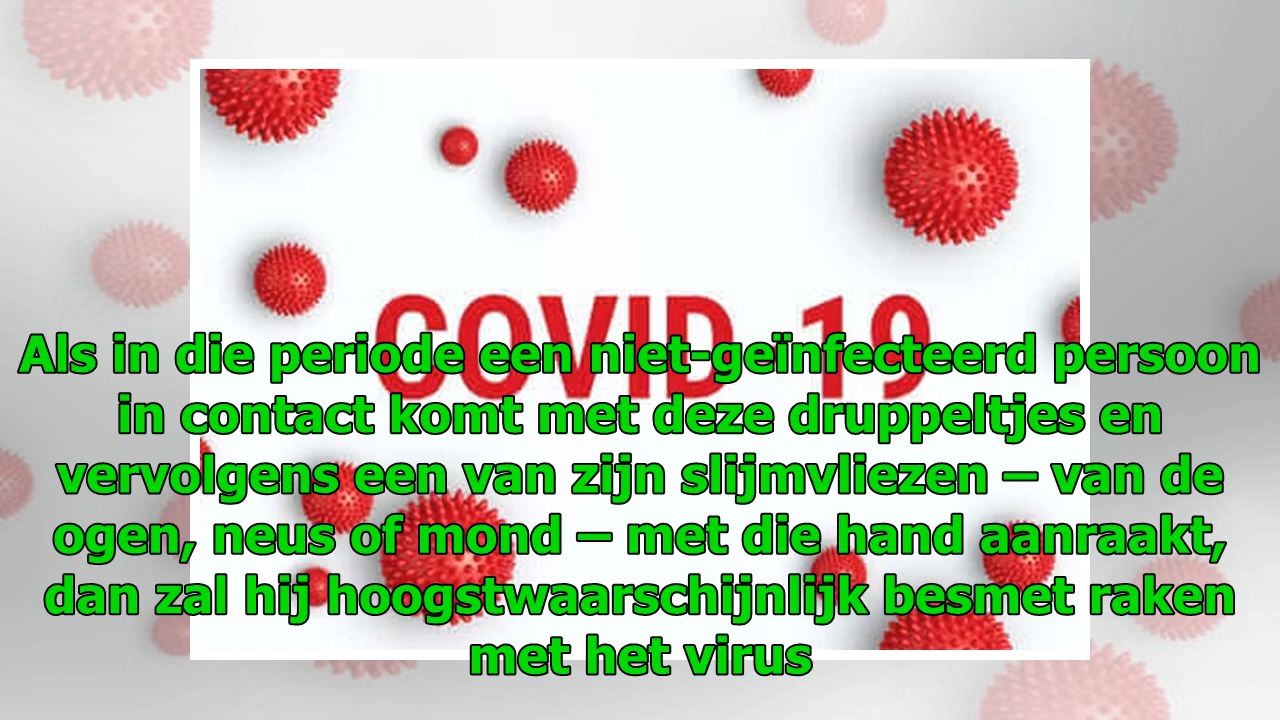 COVID-19
Als in die periode een niet-geïnfecteerd persoon
in contact komt met deze druppeltjes en
vervolgens een van zijn slijmvliezen – van de
ogen, neus of mond – met die hand aanraakt,
dan zal hij hoogstwaarschijnlijk besmet raken
met het virus